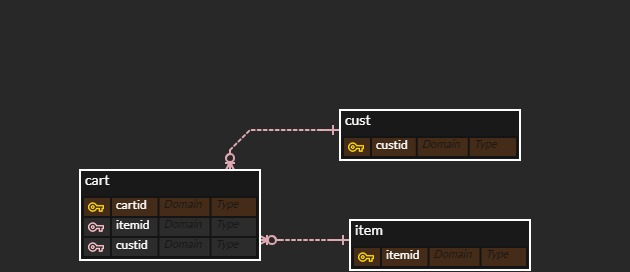 cust
custid Domain Type
cart
cartid Domain Type
itemid Domain Type
custid Domain Type
item
itemid Domain Type